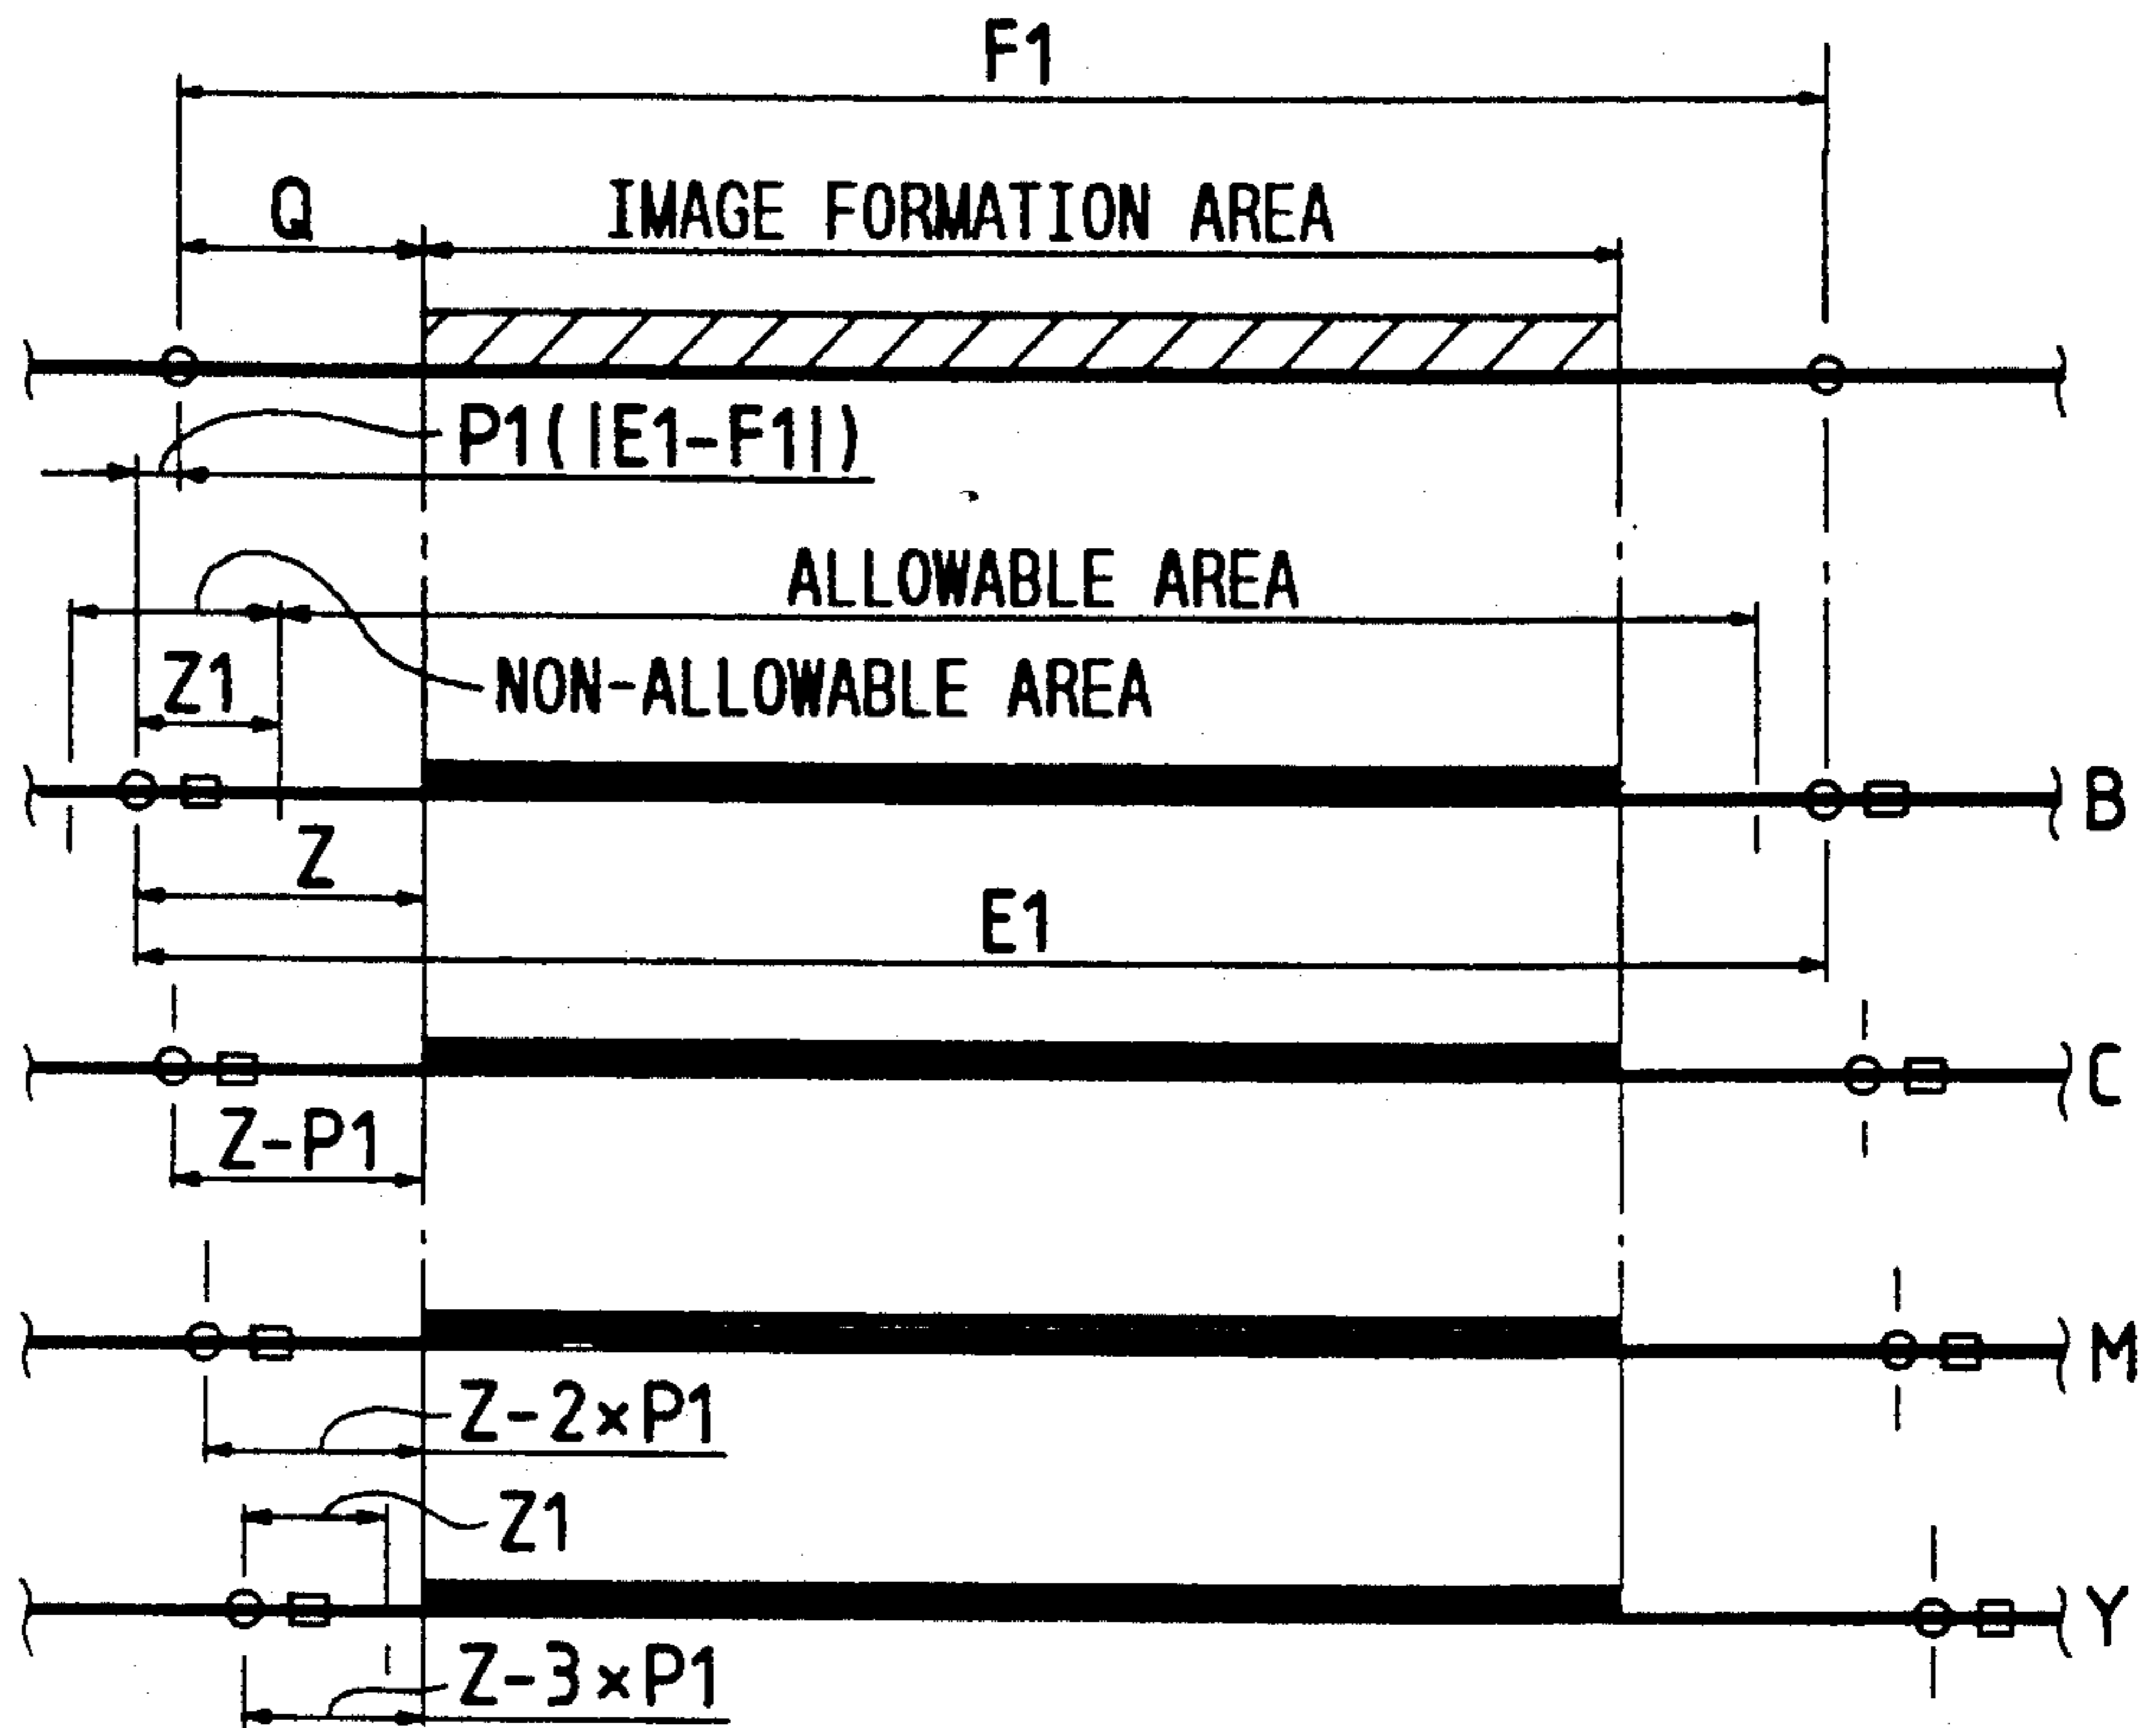 F1
Q
IMAGE FORMATION AREA
P1(|E1-F1|)
ALLOWABLE AREA
Z1
NON-ALLOWABLE AREA
B
Z
E1
C
Z-P1
M
Z-2×P1
Z1
Y
Z-3×P1